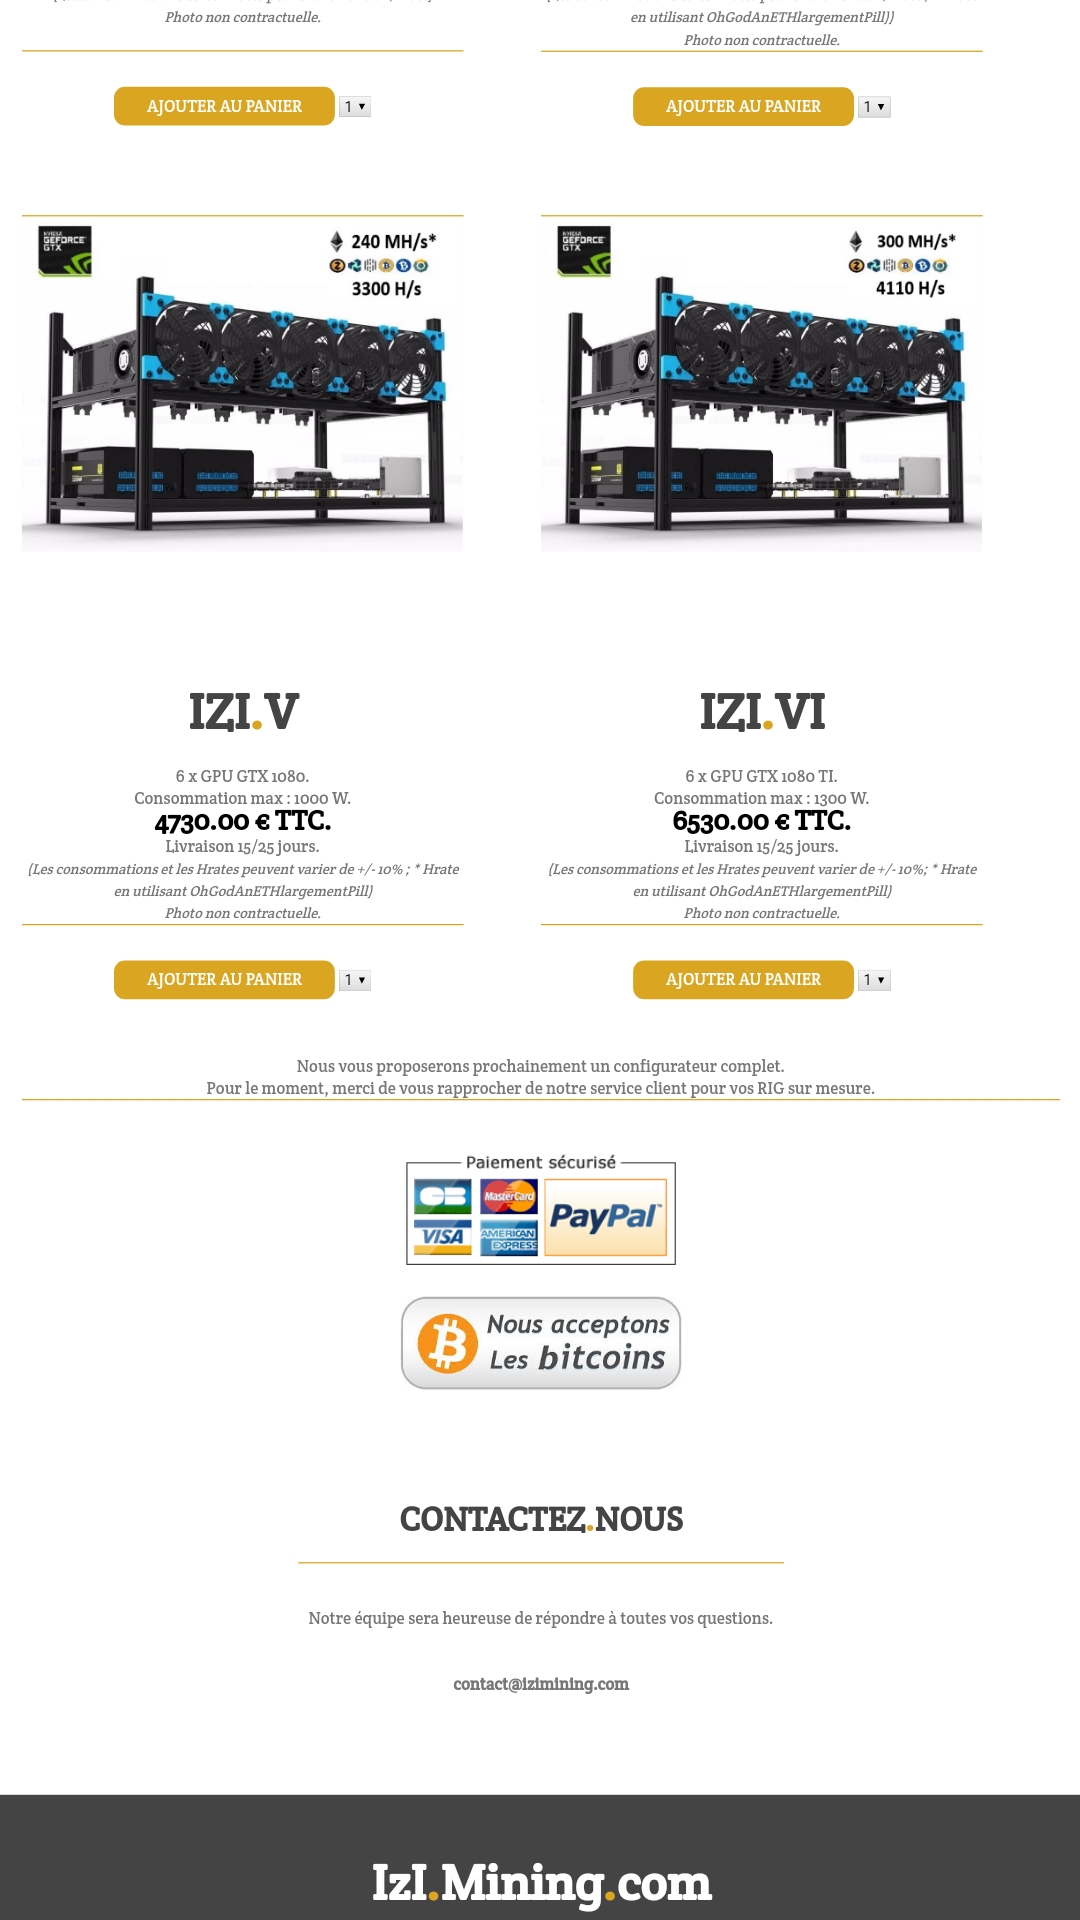 Photo non contractuelle.
en utilisant OhGodAnETHlargementPill))
Photo non contractuelle.
AJOUTER AU PANIER 1
AJOUTER AU PANIER 1
NVIDIA
GEFORCE
GTX
240 MH/s*
3300 H/s
NVIDIA
GEFORCE
GTX
300 MH/s*
4110 H/s
IZI.V
6 x GPU GTX 1080.
Consommation max : 1000 W.
4730.00 € TTC.
Livraison 15/25 jours.
(Les consommations et les Hrates peuvent varier de +/- 10% ; * Hrate
en utilisant OhGodAnETHlargementPill)
Photo non contractuelle.
AJOUTER AU PANIER 1
IZI.VI
6 x GPU GTX 1080 TI.
Consommation max : 1300 W.
6530.00 € TTC.
Livraison 15/25 jours.
(Les consommations et les Hrates peuvent varier de +/- 10%; * Hrate
en utilisant OhGodAnETHlargementPill)
Photo non contractuelle.
AJOUTER AU PANIER 1
Nous vous proposerons prochainement un configurateur complet.
Pour le moment, merci de vous rapprocher de notre service client pour vos RIG sur mesure.
Paiement sécurisé
CB MasterCard PayPal™
VISA AMERICAN EXPRESS
Nous acceptons
Les bitcoins
CONTACTEZ.NOUS
Notre équipe sera heureuse de répondre à toutes vos questions.
contact@izimining.com
IzI.Mining.com